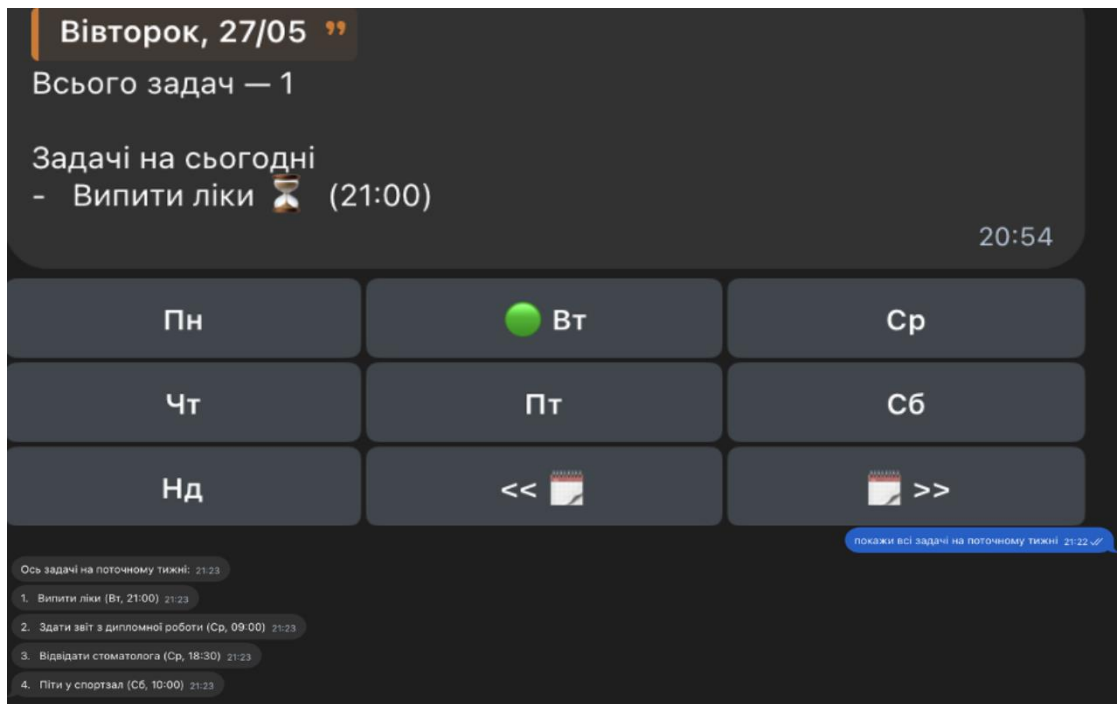 Вівторок, 27/05 ”
Всього задач — 1
Задачі на сьогодні
- Випити ліки ⏳ (21:00)
20:54
Пн
🟢 Вт
Ср
Чт
Пт
Сб
Нд
<< 🗓
🗓 >>
покажи всі задачі на поточному тижні 21:22
Ось задачі на поточному тижні: 21:23
1. Випити ліки (Вт, 21:00) 21:23
2. Здати звіт з дипломної роботи (Ср, 09:00) 21:23
3. Відвідати стоматолога (Ср, 18:30) 21:23
4. Піти у спортзал (Сб, 10:00) 21:23